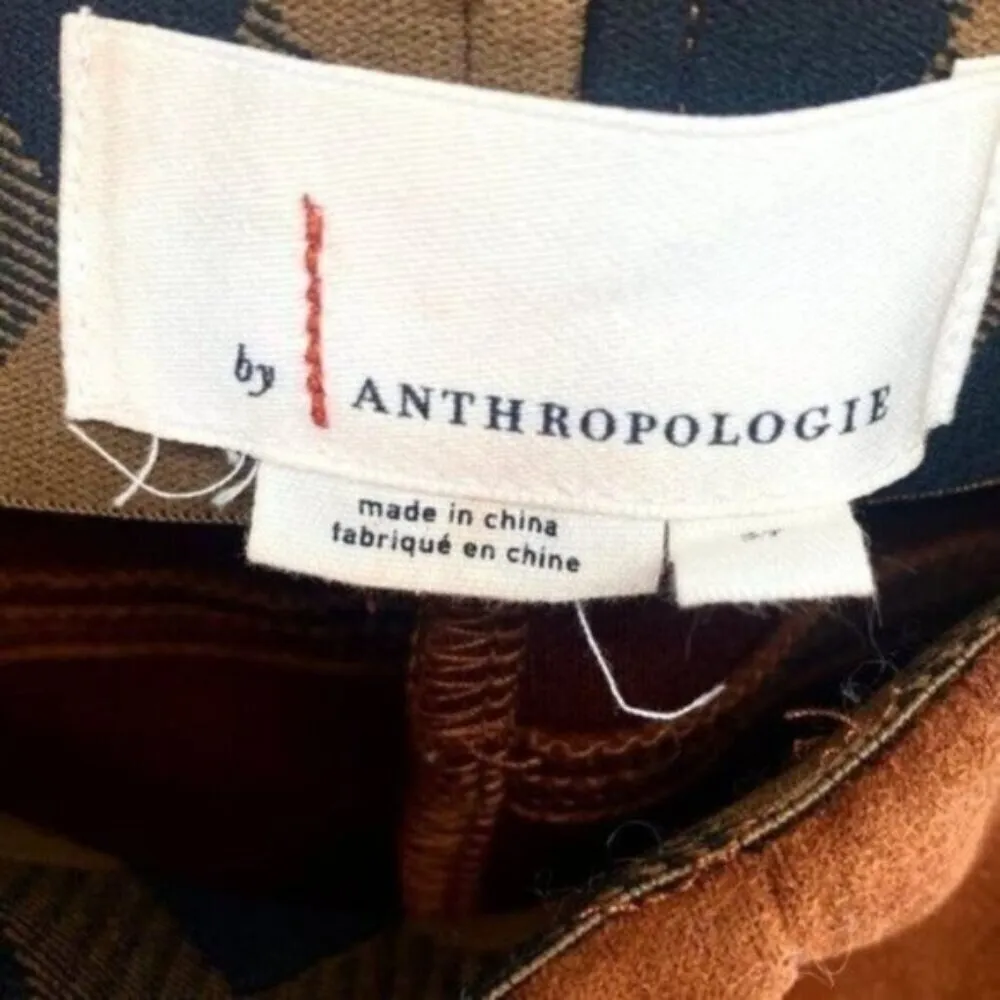 by ANTHROPOLOGIE
made in china
fabriqué en chine